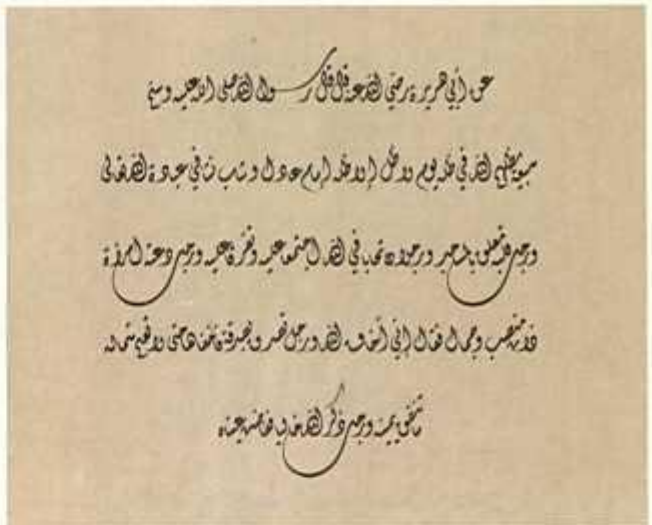 عن أبي هريرة رضي الله عنه قال قال رسول الله صلى الله عليه وسلم
سبعة يظلهم الله في ظله يوم لا ظل إلا ظله إمام عادل وشاب نشأ في عبادة الله تعالى
ورجل قلبه معلق بالمساجد ورجلان تحابا في الله اجتمعا عليه وتفرقا عليه ورجل دعته امرأة
ذات منصب وجمال فقال إني أخاف الله ورجل تصدق بصدقة فأخفاها حتى لا تعلم شماله
ما تنفق يمينه ورجل ذكر الله خاليا ففاضت عيناه